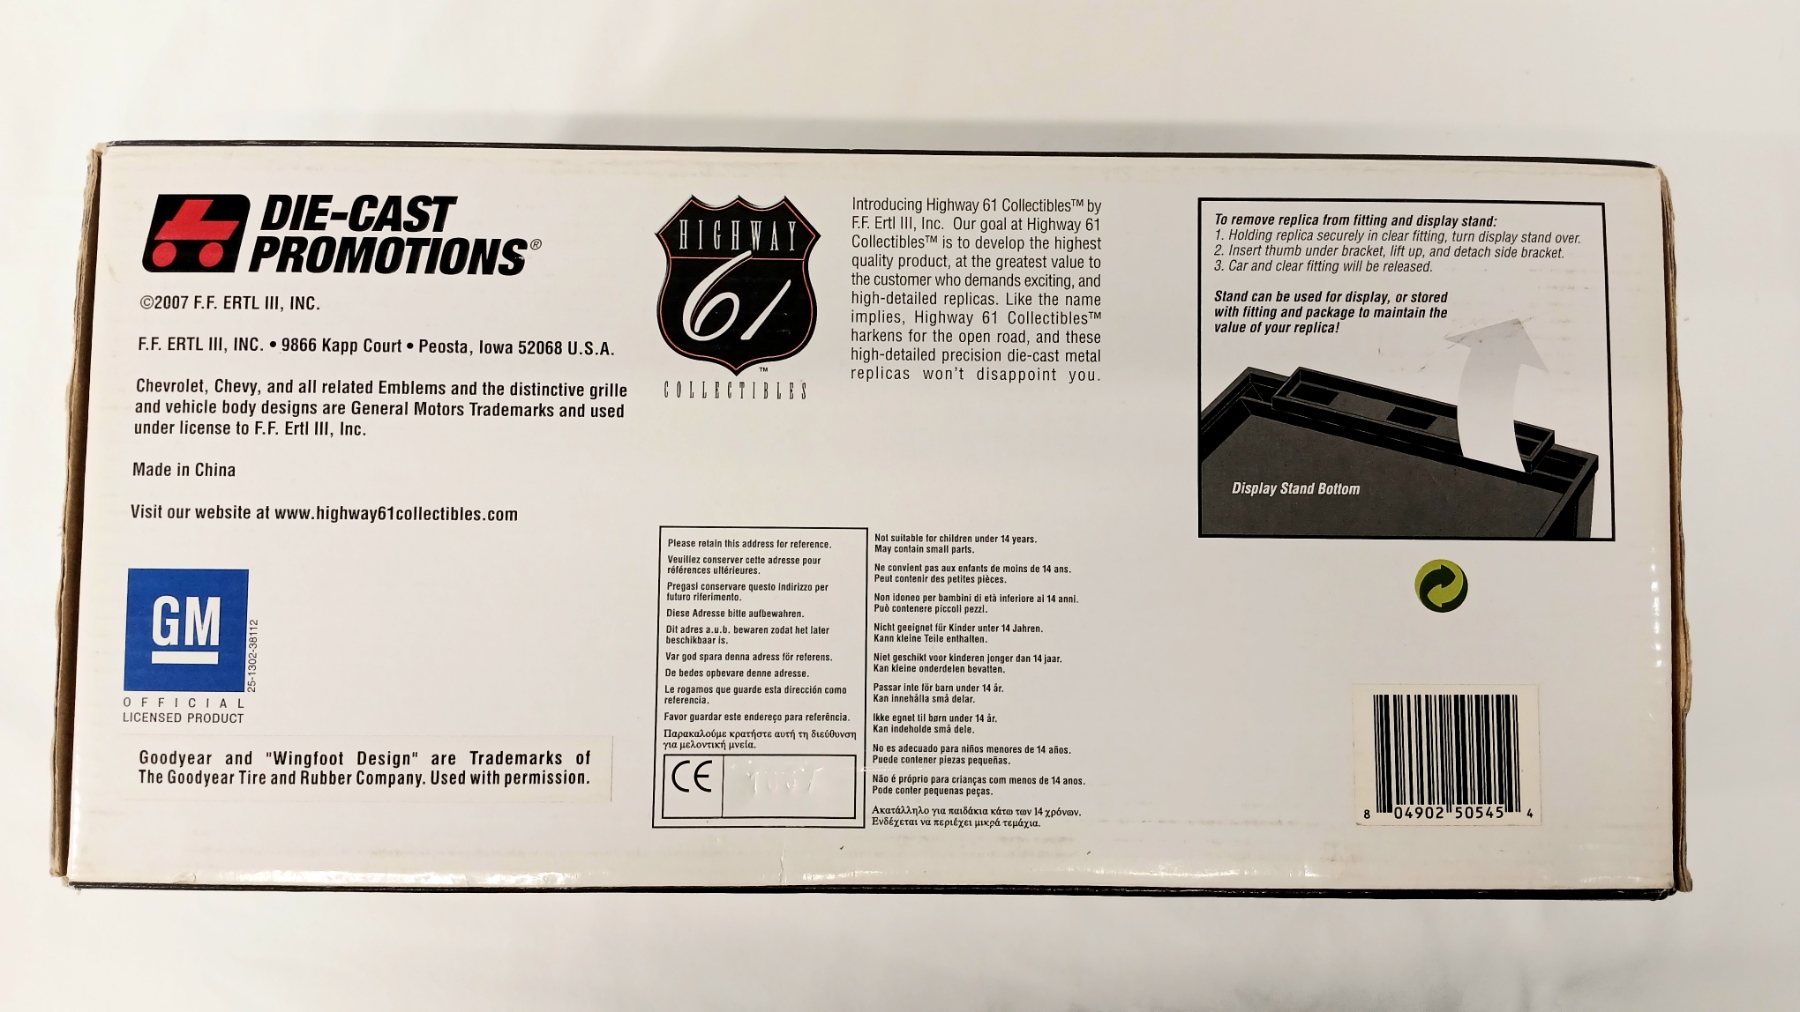 DIE-CAST
PROMOTIONS®
©2007 F.F. ERTL III, INC.
F.F. ERTL III, INC. • 9866 Kapp Court • Peosta, Iowa 52068 U.S.A.
Chevrolet, Chevy, and all related Emblems and the distinctive grille
and vehicle body designs are General Motors Trademarks and used
under license to F.F. Ertl III, Inc.
Made in China
Visit our website at www.highway61collectibles.com
GM
25-1302-38112
OFFICIAL
LICENSED PRODUCT
Goodyear and "Wingfoot Design" are Trademarks of
The Goodyear Tire and Rubber Company. Used with permission.
HIGHWAY
61
TM
COLLECTIBLES
Introducing Highway 61 Collectibles™ by
F.F. Ertl III, Inc. Our goal at Highway 61
Collectibles™ is to develop the highest
quality product, at the greatest value to
the customer who demands exciting, and
high-detailed replicas. Like the name
implies, Highway 61 Collectibles™
harkens for the open road, and these
high-detailed precision die-cast metal
replicas won't disappoint you.
Please retain this address for reference.
Veuillez conserver cette adresse pour
références ultérieures.
Pregasi conservare questo indirizzo per
futuro riferimento.
Diese Adresse bitte aufbewahren.
Dit adres a.u.b. bewaren zodat het later
beschikbaar is.
Var god spara denna adress för referens.
De bedes opbevare denne adresse.
Le rogamos que guarde esta dirección como
referencia.
Favor guardar este endereço para referência.
Παρακαλούμε κρατήστε αυτή τη διεύθυνση
για μελοντική μνεία.
CE
Not suitable for children under 14 years.
May contain small parts.
Ne convient pas aux enfants de moins de 14 ans.
Peut contenir des petites pièces.
Non idoneo per bambini di età inferiore ai 14 anni.
Può contenere piccoli pezzi.
Nicht geeignet für Kinder unter 14 Jahren.
Kann kleine Teile enthalten.
Niet geschikt voor kinderen jonger dan 14 jaar.
Kan kleine onderdelen bevatten.
Passar inte för barn under 14 år.
Kan innehålla små delar.
Ikke egnet til børn under 14 år.
Kan indeholde små dele.
No es adecuado para niños menores de 14 años.
Puede contener piezas pequeñas.
Não é próprio para crianças com menos de 14 anos.
Pode conter pequenas peças.
Ακατάλληλο για παιδάκια κάτω των 14 χρόνων.
Ενδέχεται να περιέχει μικρά τεμάχια.
To remove replica from fitting and display stand:
1. Holding replica securely in clear fitting, turn display stand over.
2. Insert thumb under bracket, lift up, and detach side bracket.
3. Car and clear fitting will be released.
Stand can be used for display, or stored
with fitting and package to maintain the
value of your replica!
Display Stand Bottom
8 04902 50545 4